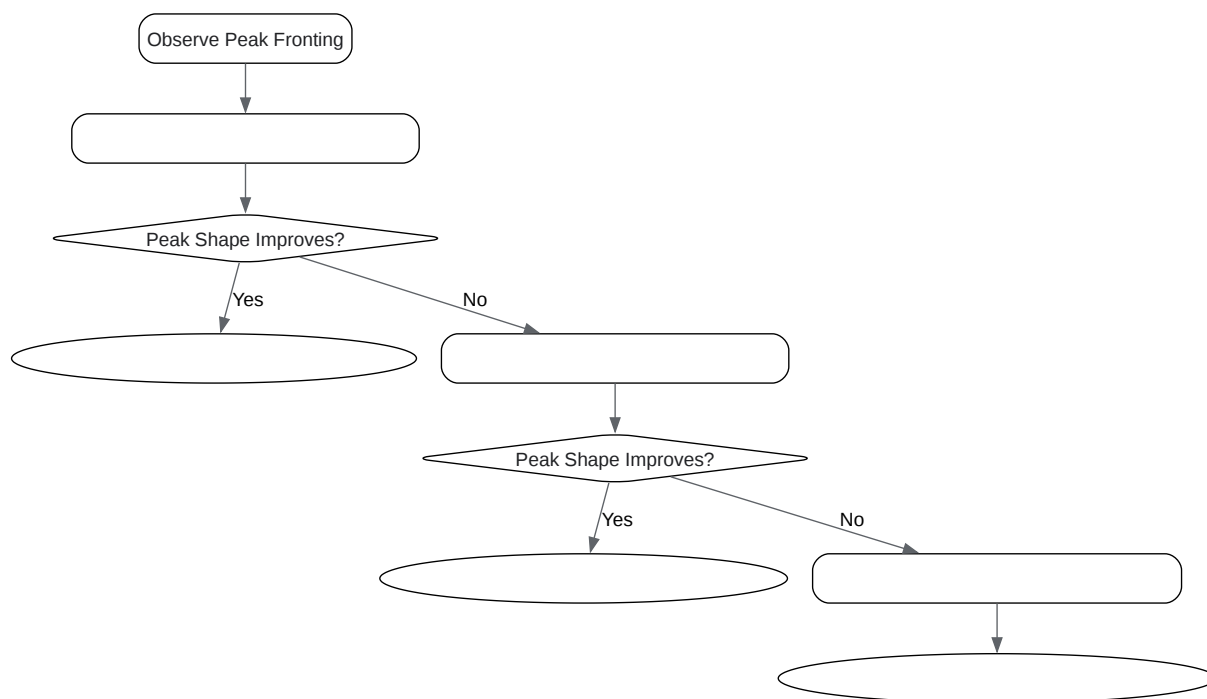 Observe Peak Fronting
Peak Shape Improves?
Yes
No
Peak Shape Improves?
Yes
No